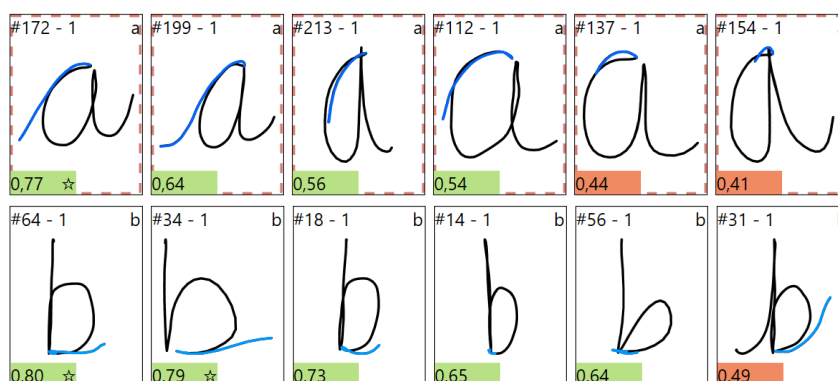 #172 - 1 a #199 - 1 a #213 - 1 a #112 - 1 a #137 - 1 a #154 - 1
a a a a a a
0,77 ☆ 0,64 0,56 0,54 0,44 0,41
#64 - 1 b #34 - 1 b #18 - 1 b #14 - 1 b #56 - 1 b #31 - 1
b b b b b b
0,80 ☆ 0,79 ☆ 0,73 0,65 0,64 0,49